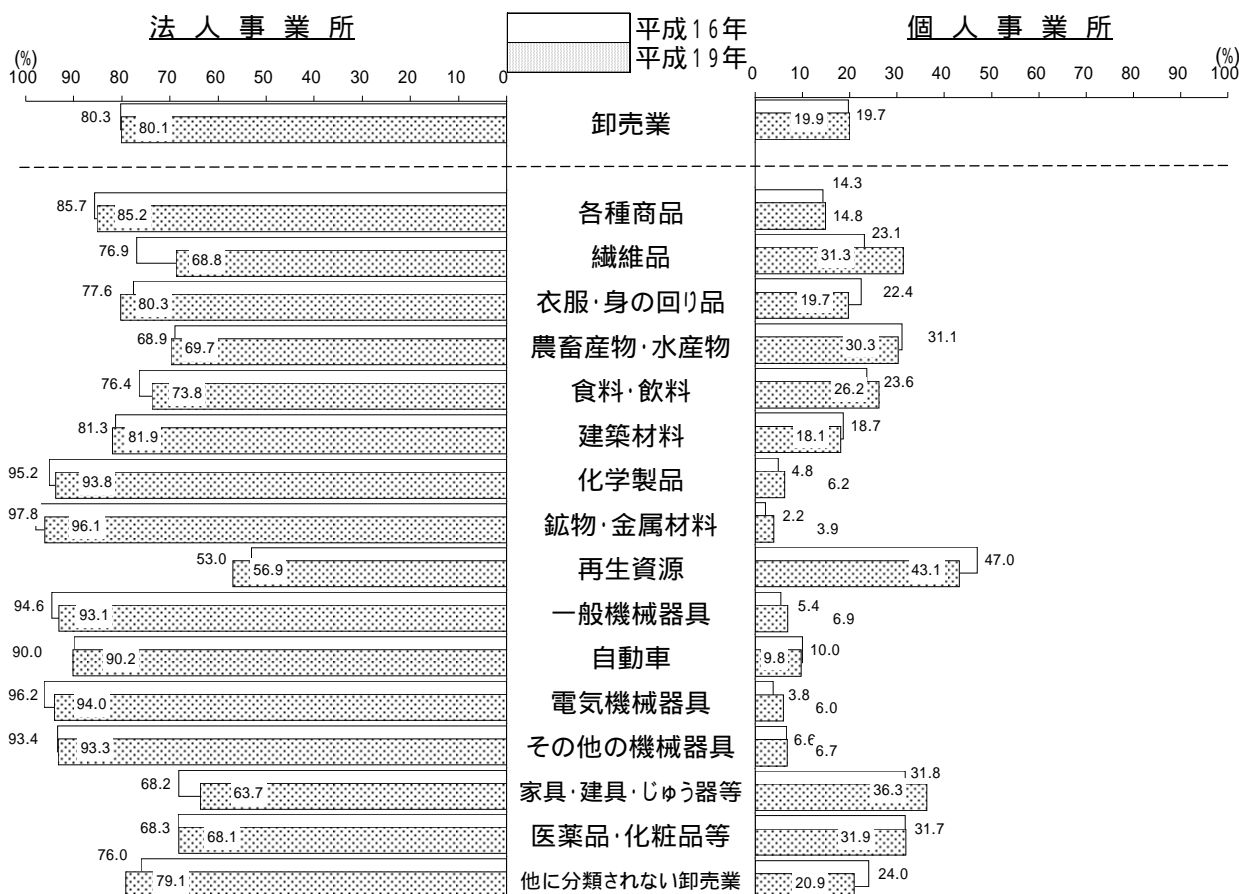 法人事業所
平成16年
平成19年
個人事業所
(%)
100 90 80 70 60 50 40 30 20 10 0
0 10 20 30 40 50 60 70 80 90 100
(%)
80.3 80.1 卸売業 19.9 19.7
85.7 85.2 各種商品 14.3 14.8
76.9 68.8 繊維品 23.1 31.3
77.6 80.3 衣服・身の回り品 19.7 22.4
68.9 69.7 農畜産物・水産物 30.3 31.1
76.4 73.8 食料・飲料 26.2 23.6
81.3 81.9 建築材料 18.1 18.7
95.2 93.8 化学製品 4.8 6.2
97.8 96.1 鉱物・金属材料 2.2 3.9
53.0 56.9 再生資源 43.1 47.0
94.6 93.1 一般機械器具 5.4 6.9
90.0 90.2 自動車 9.8 10.0
96.2 94.0 電気機械器具 3.8 6.0
93.4 93.3 その他の機械器具 6.6 6.7
68.2 63.7 家具・建具・じゅう器等 31.8 36.3
68.3 68.1 医薬品・化粧品等 31.9 31.7
76.0 79.1 他に分類されない卸売業 20.9 24.0